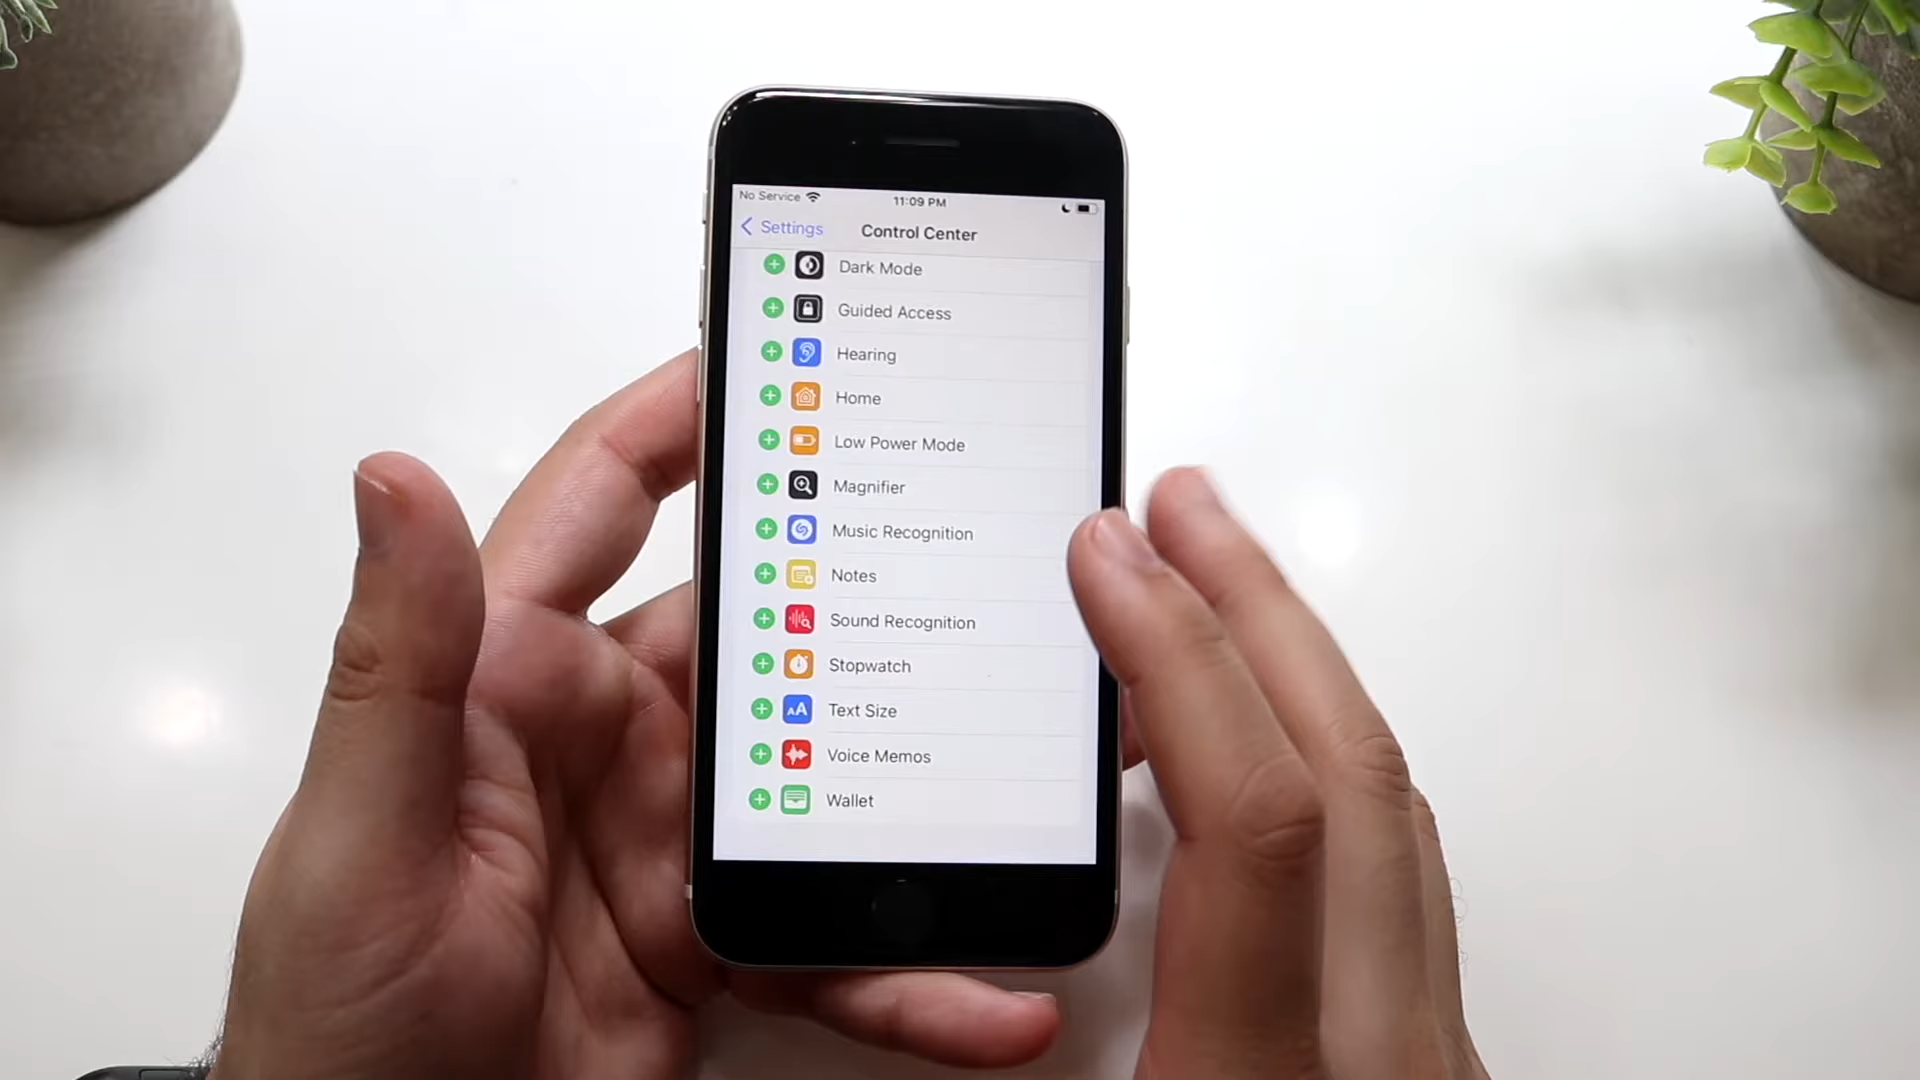 No Service
11:09 PM
Settings
Control Center
Dark Mode
Guided Access
Hearing
Home
Low Power Mode
Magnifier
Music Recognition
Notes
Sound Recognition
Stopwatch
AA Text Size
Voice Memos
Wallet